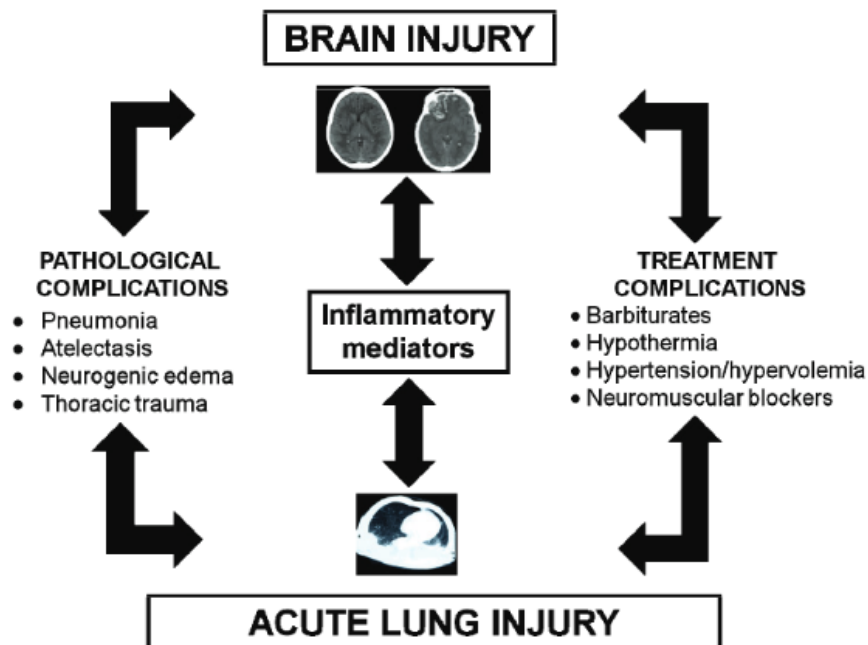 BRAIN INJURY
PATHOLOGICAL
COMPLICATIONS
• Pneumonia
• Atelectasis
• Neurogenic edema
• Thoracic trauma
Inflammatory
mediators
TREATMENT
COMPLICATIONS
• Barbiturates
• Hypothermia
• Hypertension/hypervolemia
• Neuromuscular blockers
ACUTE LUNG INJURY